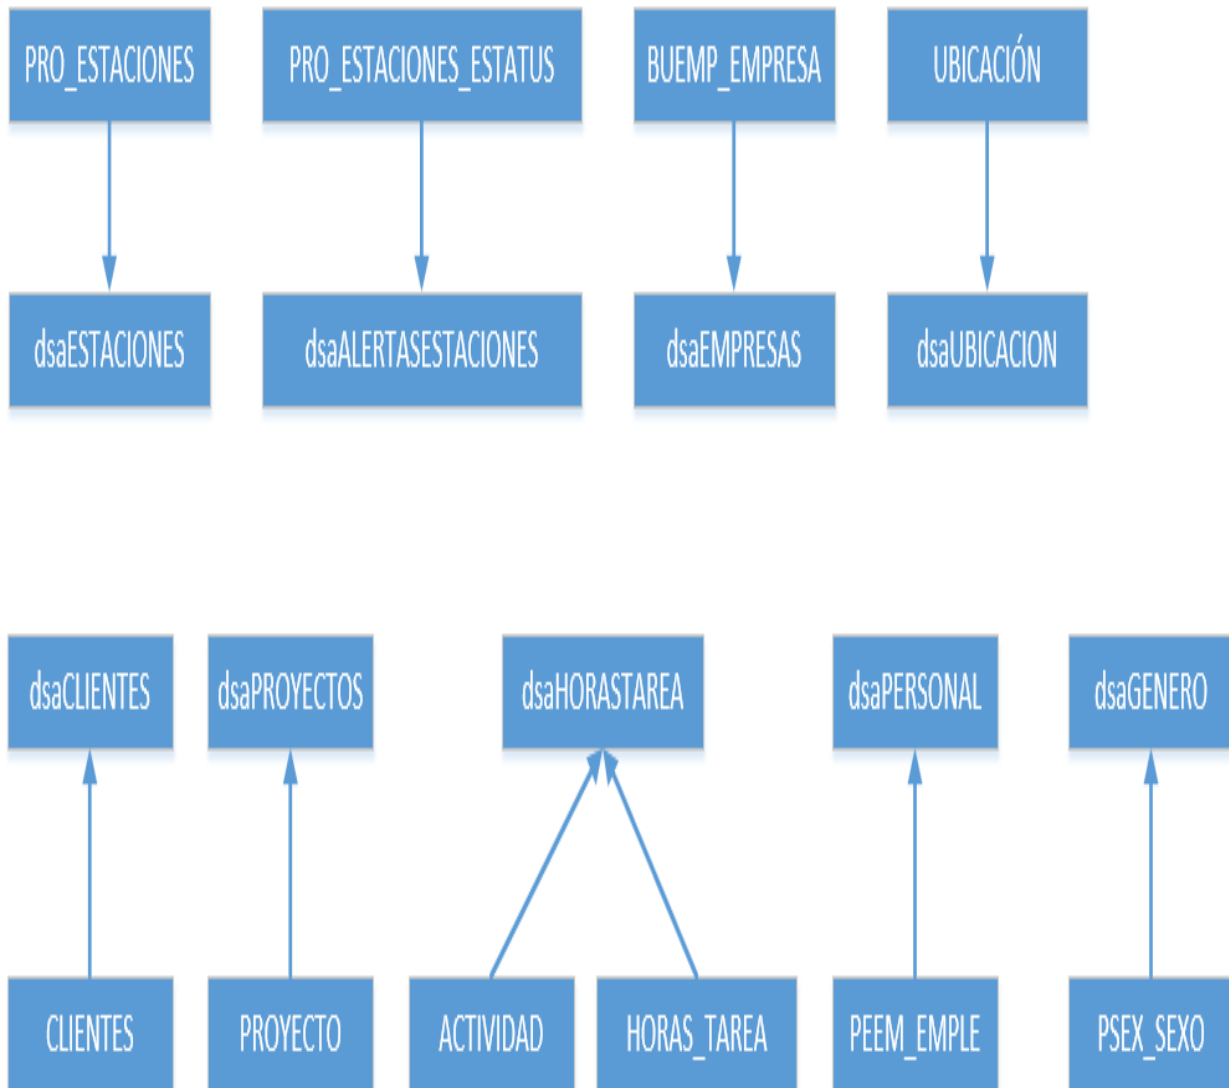 PRO_ESTACIONES
PRO_ESTACIONES_ESTATUS
BUEMP_EMPRESA
UBICACIÓN
dsaESTACIONES
dsaALERTASESTACIONES
dsaEMPRESAS
dsaUBICACION
dsaCLIENTES
dsaPROYECTOS
dsaHORASTAREA
dsaPERSONAL
dsaGENERO
CLIENTES
PROYECTO
ACTIVIDAD
HORAS_TAREA
PEEM_EMPLE
PSEX_SEXO